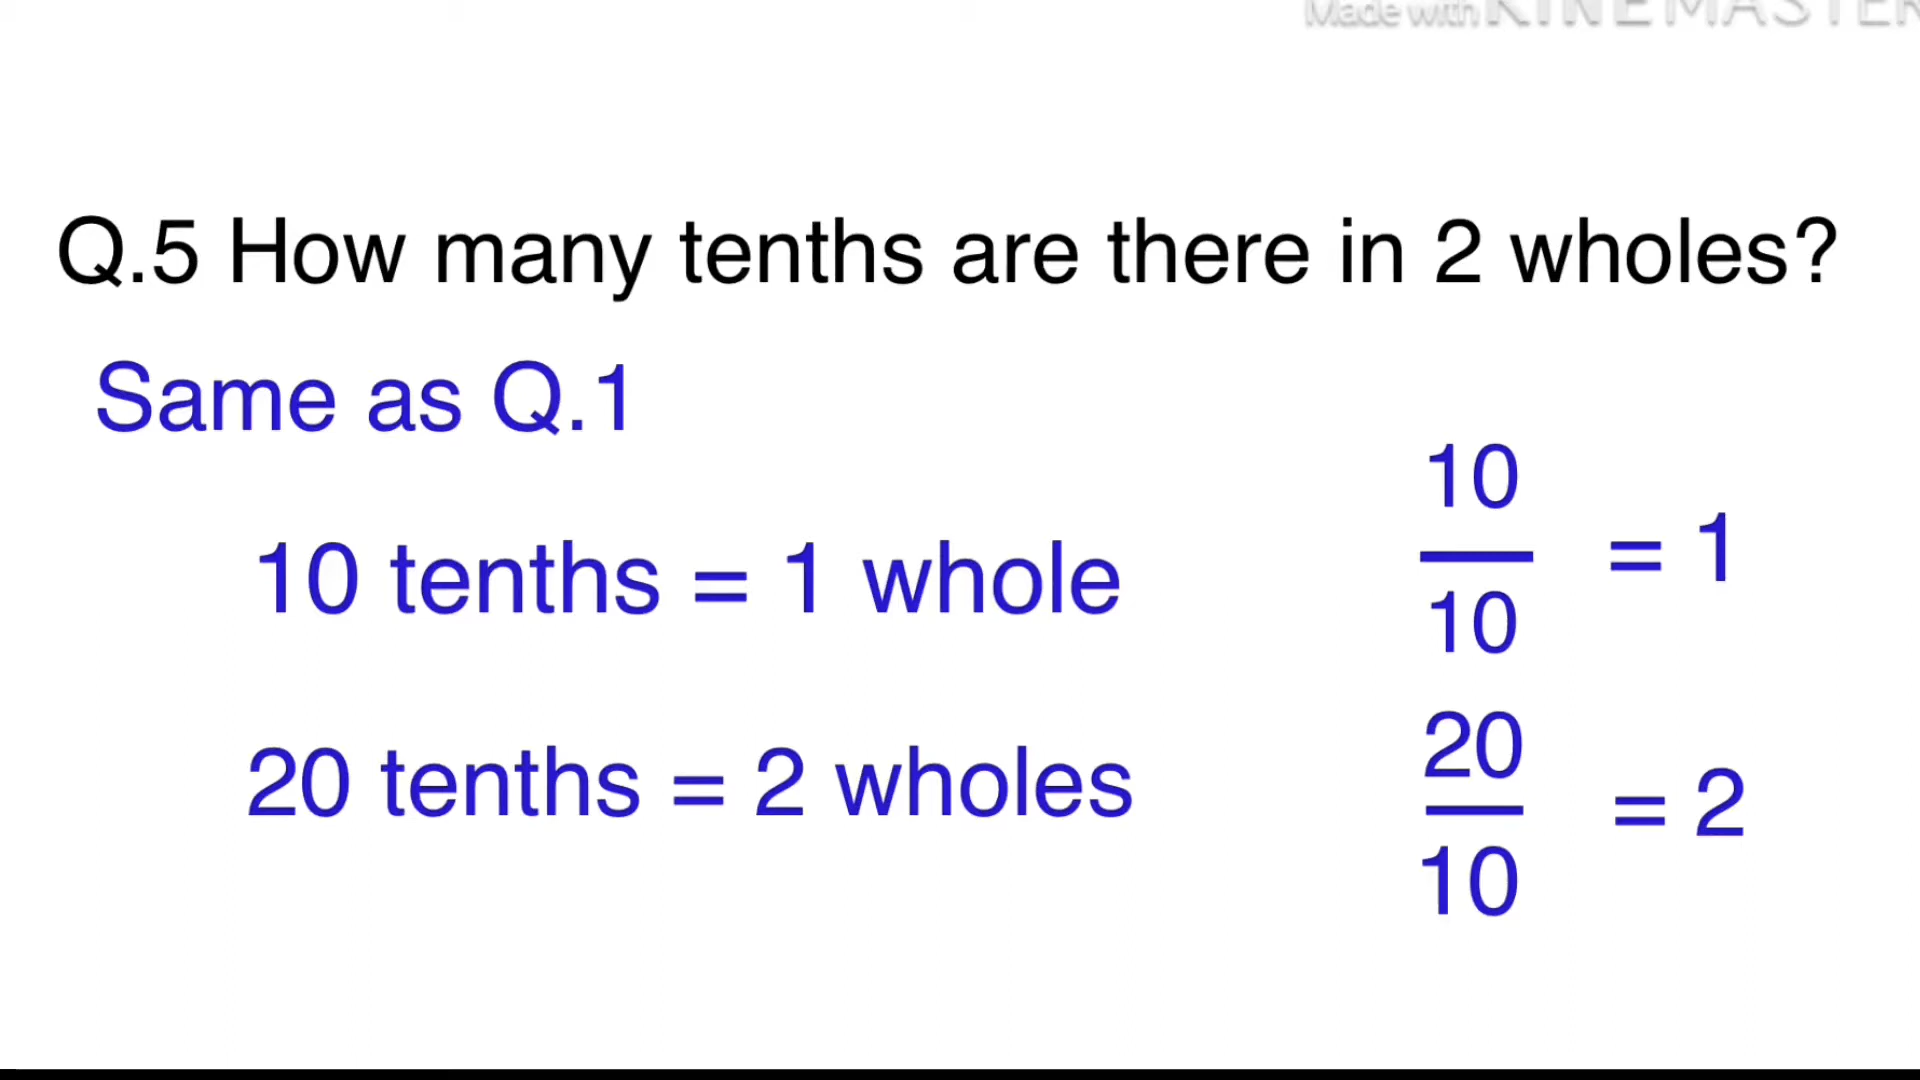 Made with KINEMASTER
Q.5 How many tenths are there in 2 wholes?
Same as Q.1
10 tenths = 1 whole
10
10
= 1
20 tenths = 2 wholes
20
10
= 2